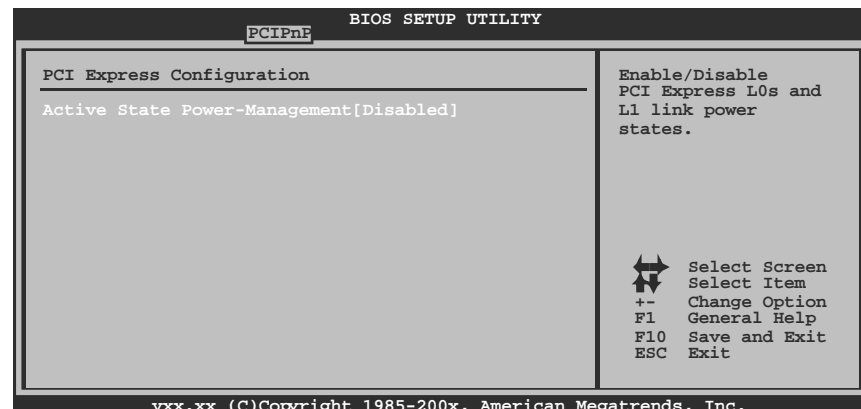 BIOS SETUP UTILITY
PCIPnP
PCI Express Configuration
Active State Power-Management[Disabled]
Enable/Disable
PCI Express L0s and
L1 link power
states.
Select Screen
Select Item
+- Change Option
F1 General Help
F10 Save and Exit
ESC Exit
vxx.xx (C)Copyright 1985-200x, American Megatrends, Inc.